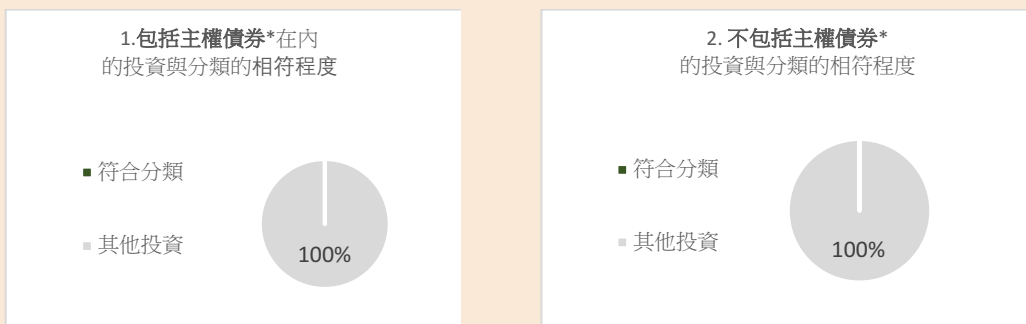 1.包括主權債券*在內
的投資與分類的相符程度
符合分類
其他投資
100%
2. 不包括主權債券*
的投資與分類的相符程度
符合分類
其他投資
100%